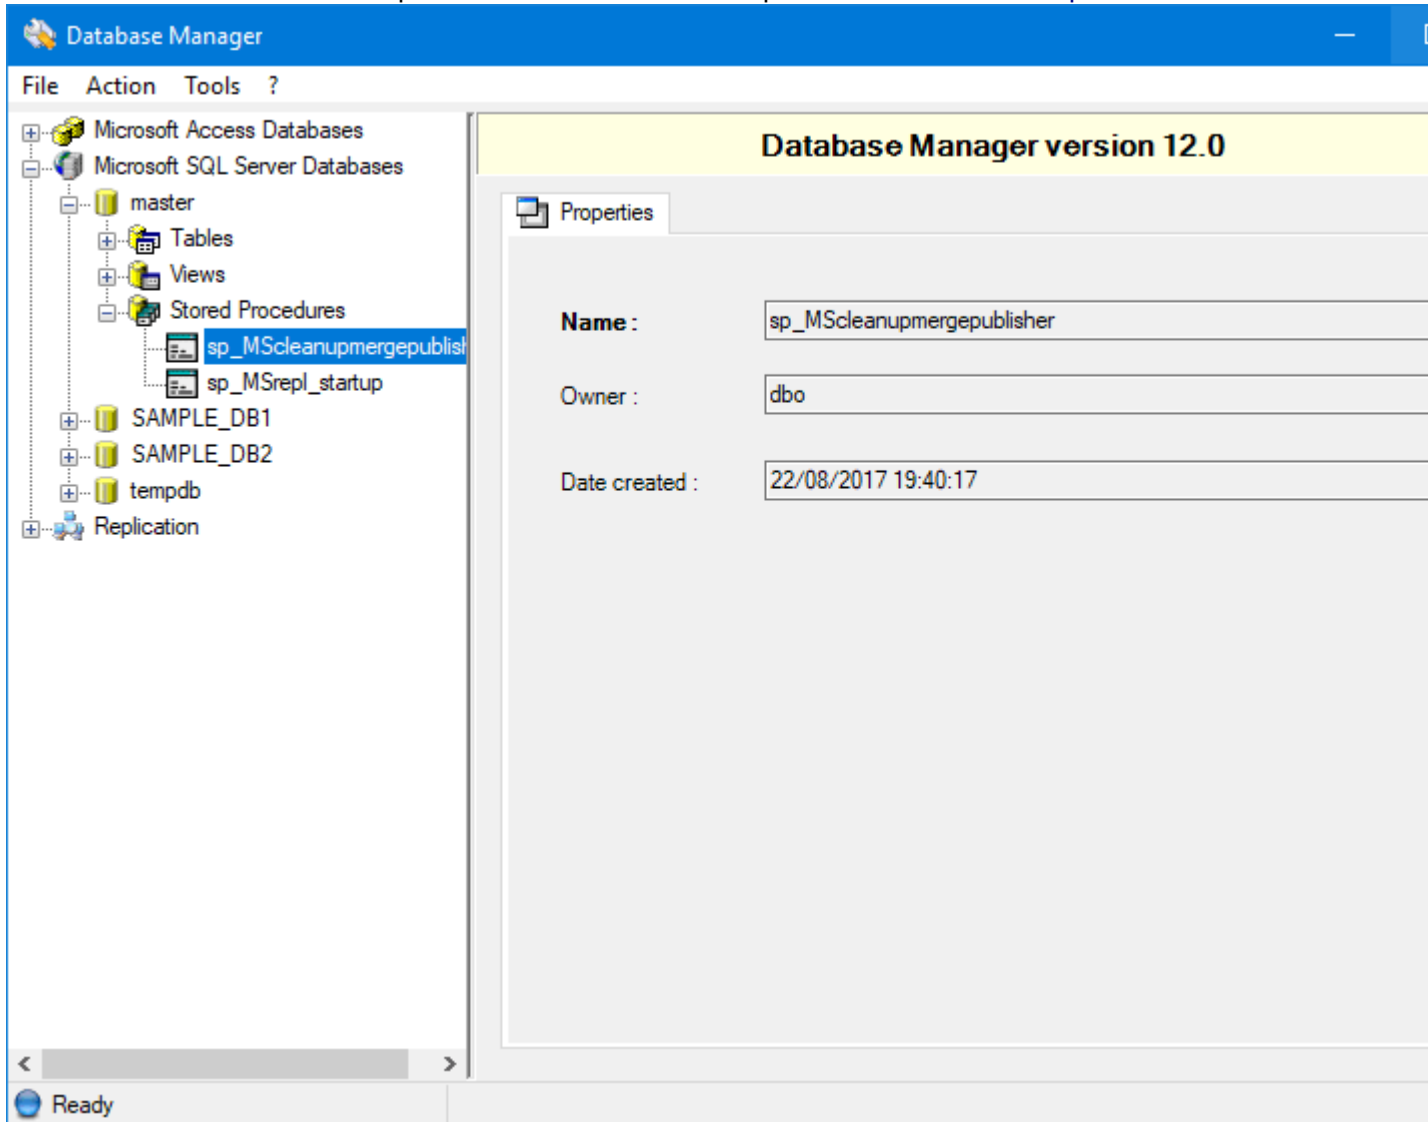 Database Manager
File Action Tools ?
Microsoft Access Databases
Microsoft SQL Server Databases
master
Tables
Views
Stored Procedures
sp_MScleanupmergepublish
sp_MSrepl_startup
SAMPLE_DB1
SAMPLE_DB2
tempdb
Replication
Database Manager version 12.0
Properties
Name :
sp_MScleanupmergepublisher
Owner :
dbo
Date created :
22/08/2017 19:40:17
Ready